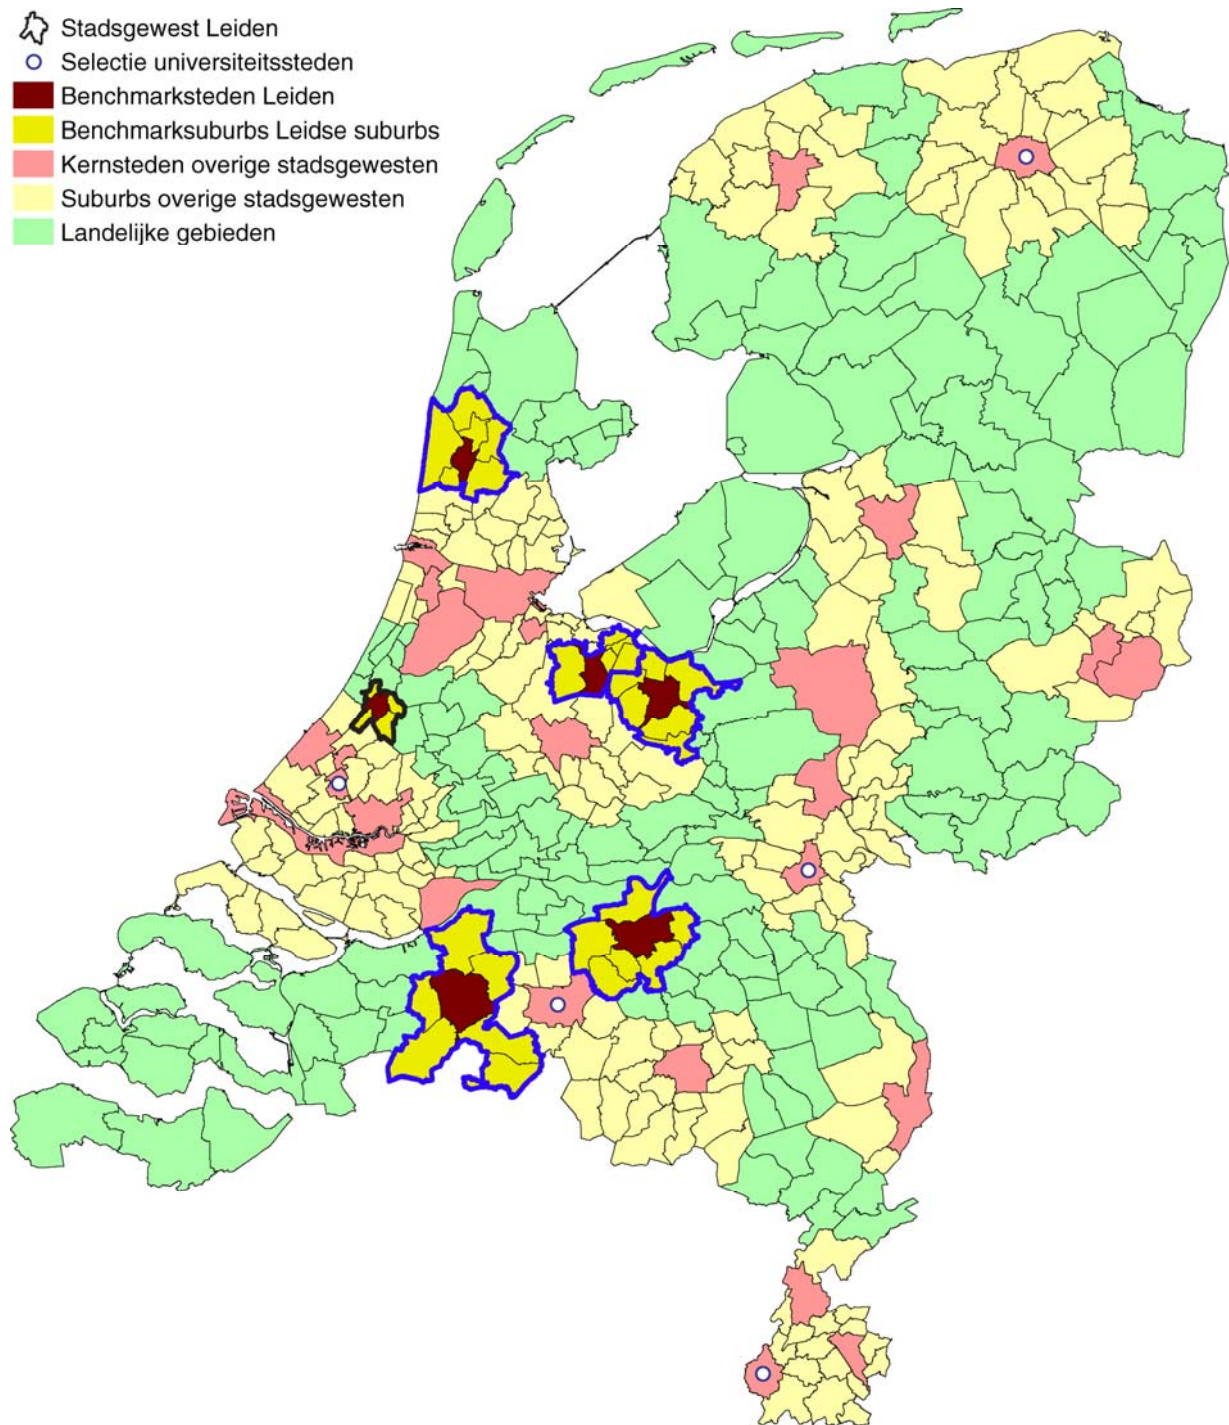 Stadsgewest Leiden
Selectie universiteitssteden
Benchmarksteden Leiden
Benchmarksuburbs Leidse suburbs
Kernsteden overige stadsgewesten
Suburbs overige stadsgewesten
Landelijke gebieden